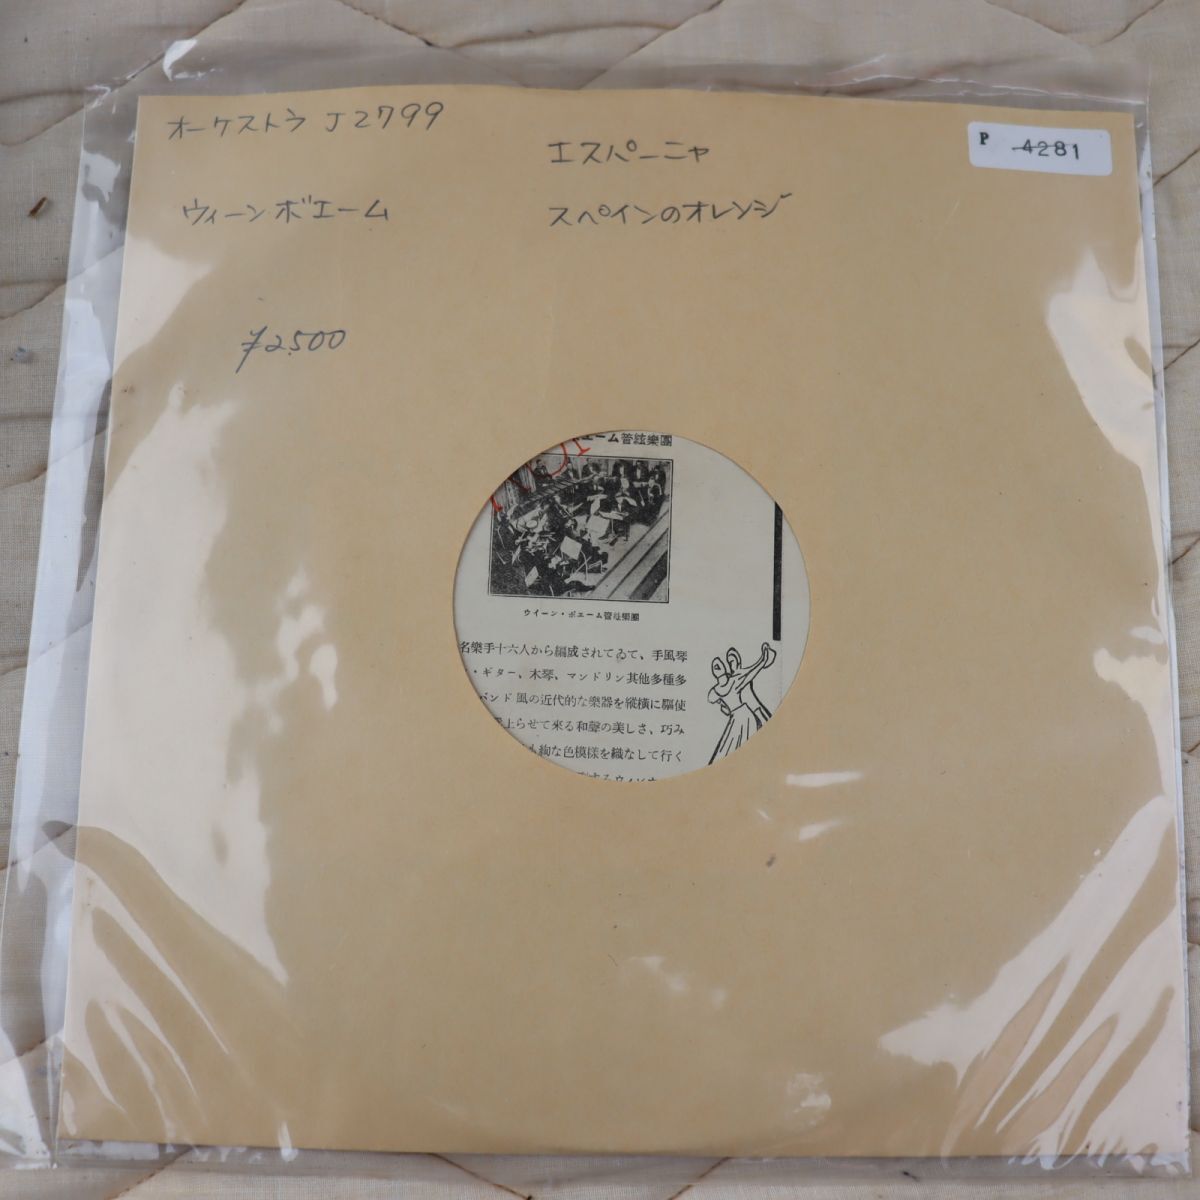 オーケストラ J2799
エスパーニャ
P 4281
ウィーンボエーム
スペインのオレンジ
¥2500
エーム管絃樂團
ウイーン・ボエーム管絃樂團
名樂手十六人から編成されてゐて、手風琴
・ギター、木琴、マンドリン其他多種多
バンド風の近代的な樂器を縱横に驅使
上らせて來る和聲の美しさ、巧み
絢な色模様を織なして行く